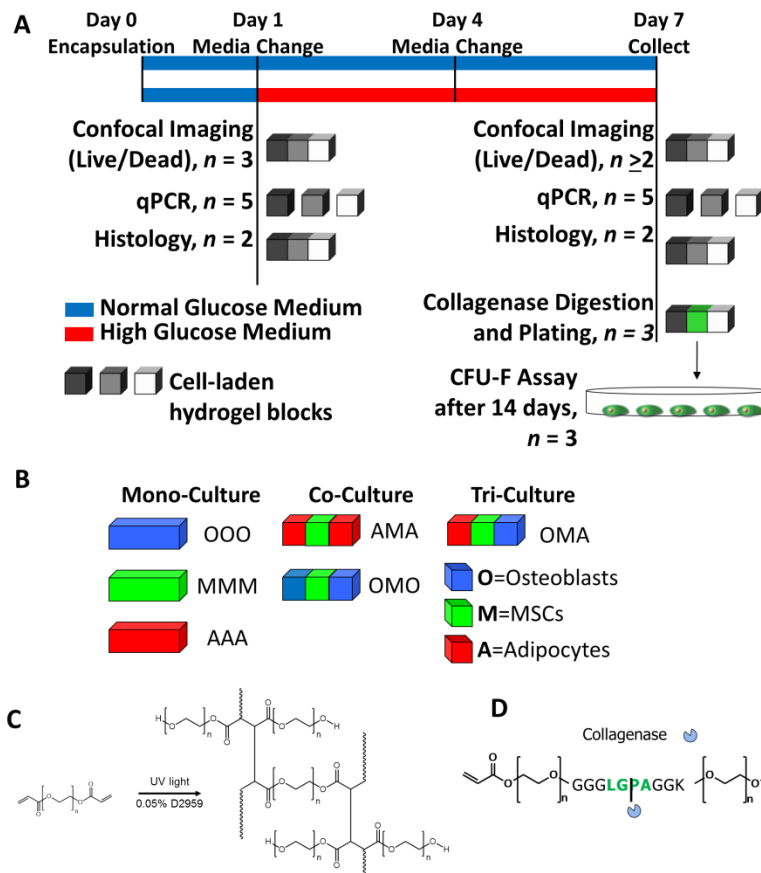 A
Day 0
Encapsulation
Day 1
Media Change
Day 4
Media Change
Day 7
Collect
Confocal Imaging
(Live/Dead), n = 3
qPCR, n = 5
Histology, n = 2
Confocal Imaging
(Live/Dead), n ≥2
qPCR, n = 5
Histology, n = 2
Collagenase Digestion
and Plating, n = 3
CFU-F Assay
after 14 days,
n = 3
Normal Glucose Medium
High Glucose Medium
Cell-laden
hydrogel blocks
B
Mono-Culture
OOO
MMM
AAA
Co-Culture
AMA
OMO
Tri-Culture
OMA
O=Osteoblasts
M=MSCs
A=Adipocytes
C
O
O
O
n
O
UV light
0.05% D2959
H
O
n
O
O
O
O
n
O
H
O
O
n
O
O
H
O
n
O
O
O
O
n
O
H
D
Collagenase
O
O
O
n
GGGLGPAGGK
O
n
O